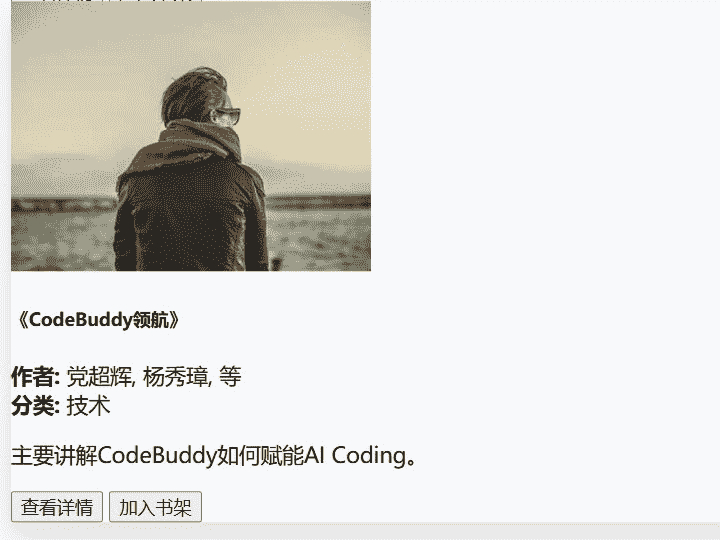 《CodeBuddy领航》
作者: 党超辉, 杨秀璋, 等
分类: 技术
主要讲解CodeBuddy如何赋能AI Coding。
查看详情 加入书架